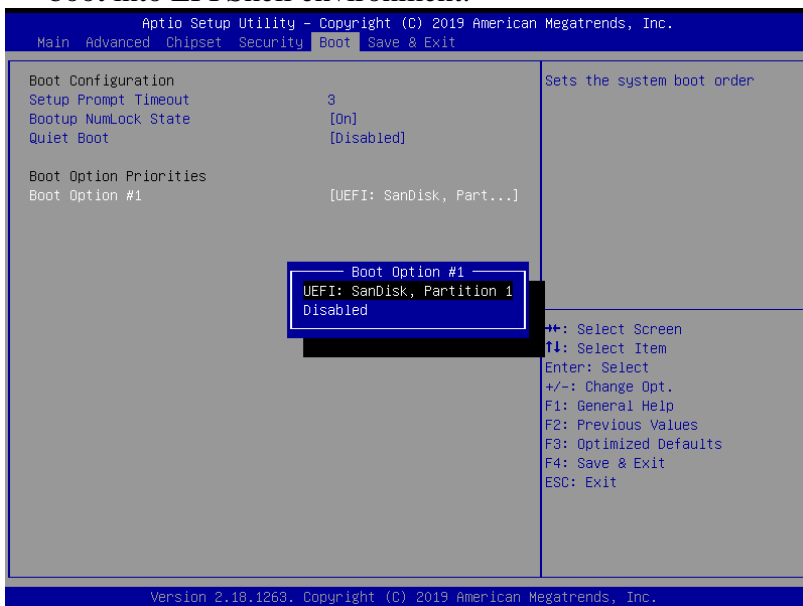 boot into EFI Shell environment.
Aptio Setup Utility – Copyright (C) 2019 American Megatrends, Inc.
Main Advanced Chipset Security Boot Save & Exit
Boot Configuration
Setup Prompt Timeout 3
Bootup NumLock State [On]
Quiet Boot [Disabled]
Boot Option Priorities
Boot Option #1 [UEFI: SanDisk, Part...]
Sets the system boot order
Boot Option #1
UEFI: SanDisk, Partition 1
Disabled
→←: Select Screen
↑↓: Select Item
Enter: Select
+/-: Change Opt.
F1: General Help
F2: Previous Values
F3: Optimized Defaults
F4: Save & Exit
ESC: Exit
Version 2.18.1263. Copyright (C) 2019 American Megatrends, Inc.